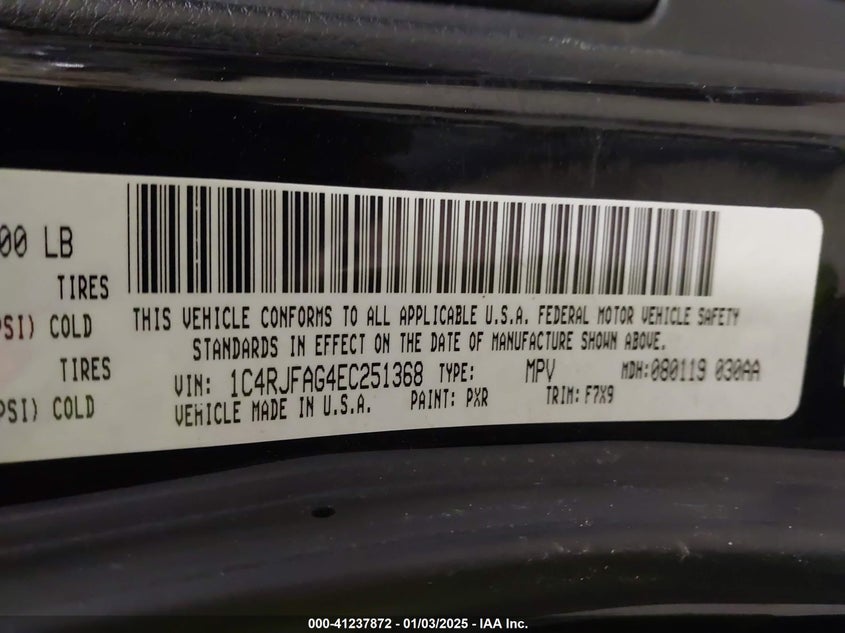 00 LB
TIRES
PSI) COLD
TIRES
PSI) COLD
THIS VEHICLE CONFORMS TO ALL APPLICABLE U.S.A. FEDERAL MOTOR VEHICLE SAFETY
STANDARDS IN EFFECT ON THE DATE OF MANUFACTURE SHOWN ABOVE.
VIN: 1C4RJFAG4EC251368 TYPE: MPV MDH:080119 030AA
VEHICLE MADE IN U.S.A. PAINT: PXR TRIM: F7X9
000-41237872 - 01/03/2025 - IAA Inc.